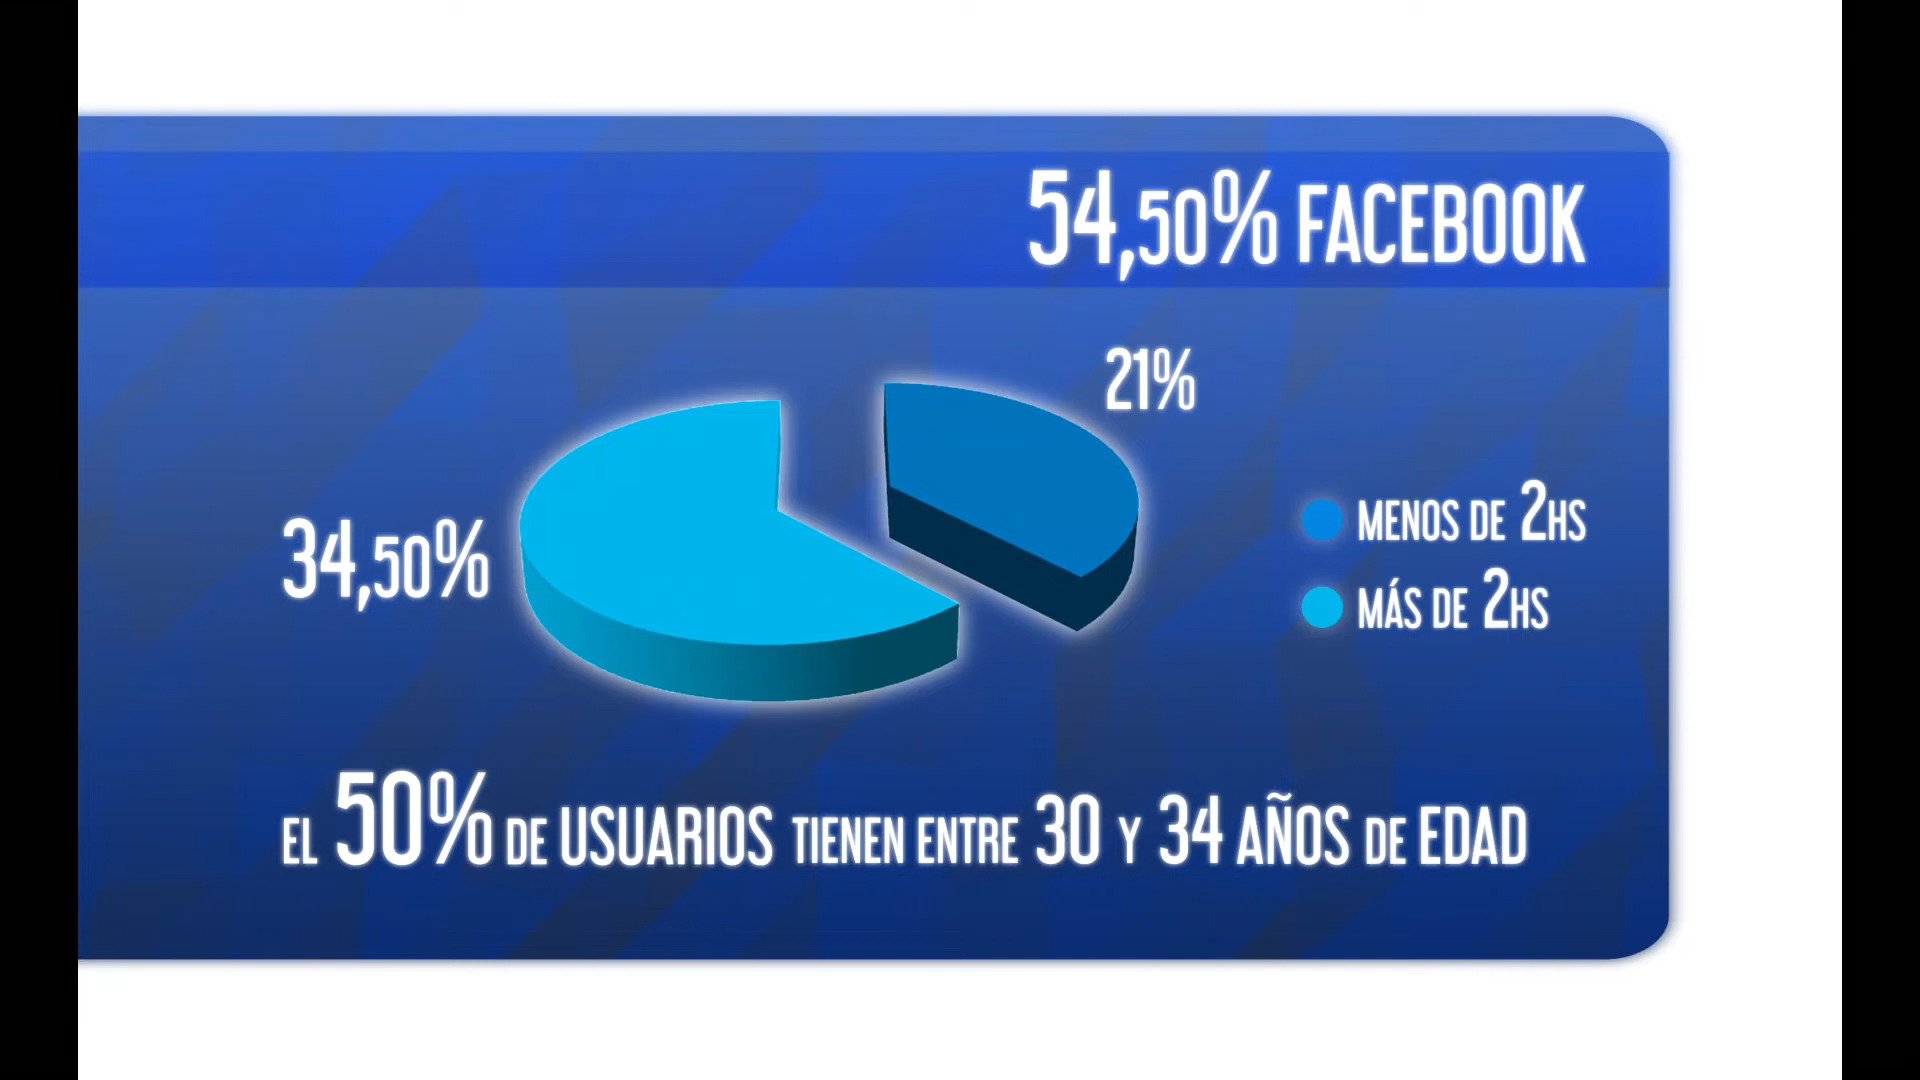 54,50% FACEBOOK
21%
34,50%
MENOS DE 2HS
MÁS DE 2HS
EL 50% DE USUARIOS TIENEN ENTRE 30 Y 34 AÑOS DE EDAD